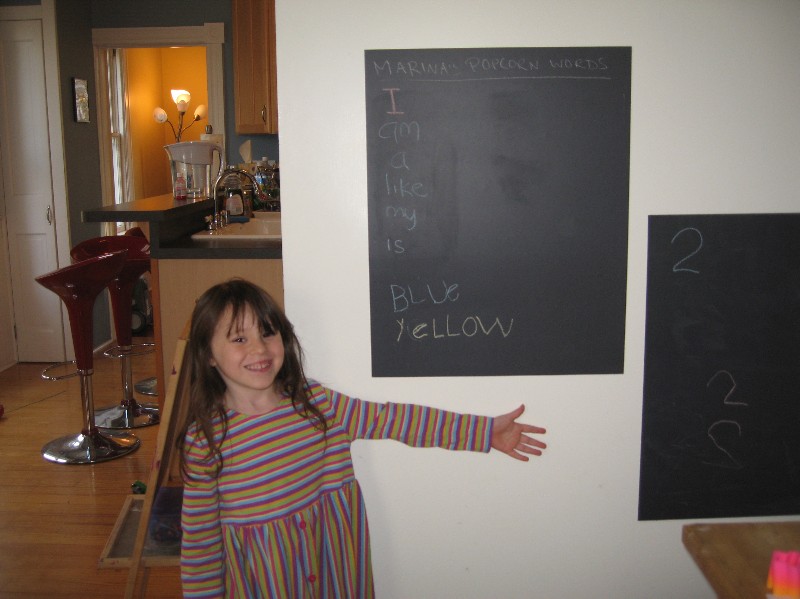 MARINA'S POPCORN WORDS
I
am
a
like
my
is
BLUe
YeLLOW
2
2